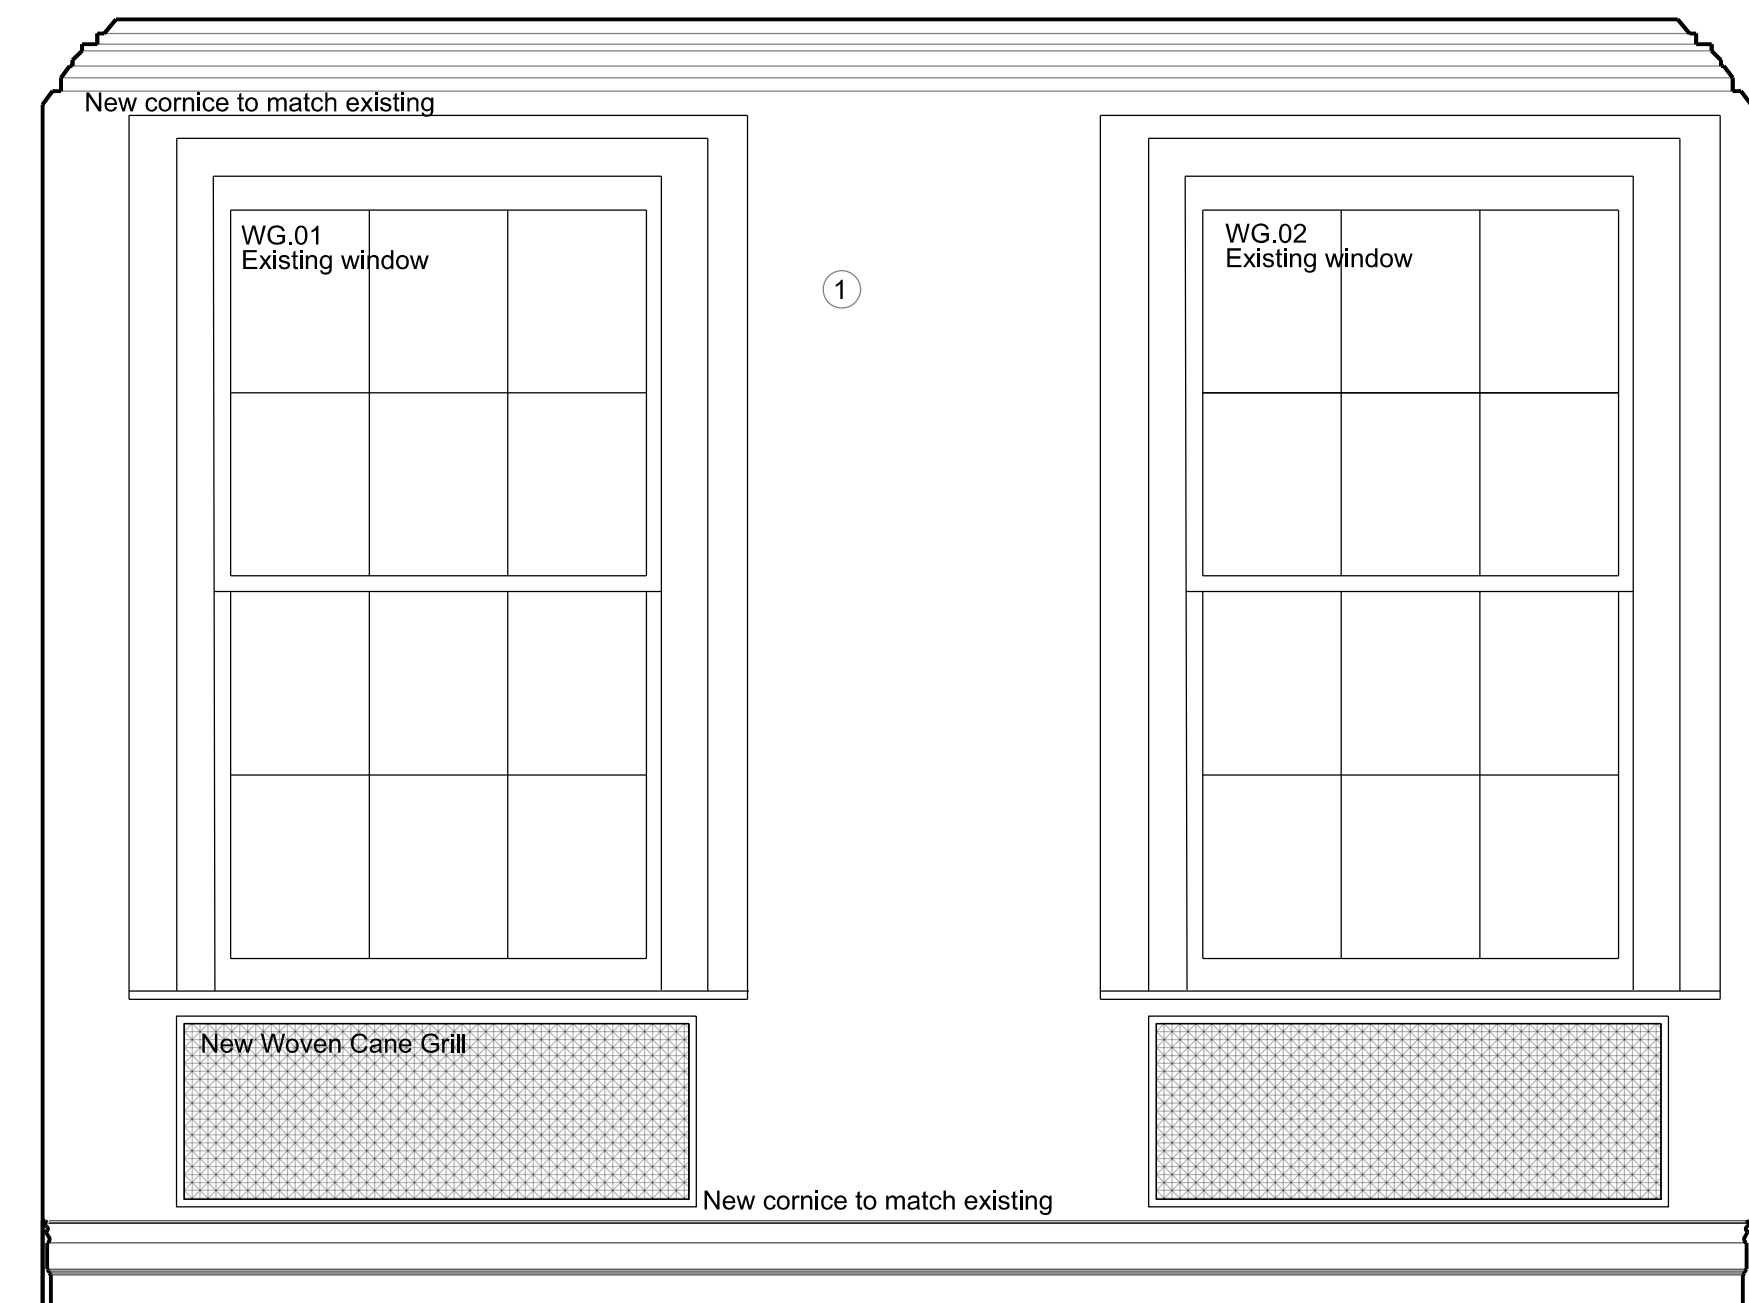 New cornice to match existing
WG.01
Existing window
WG.02
Existing window
1
New Woven Cane Grill
New cornice to match existing